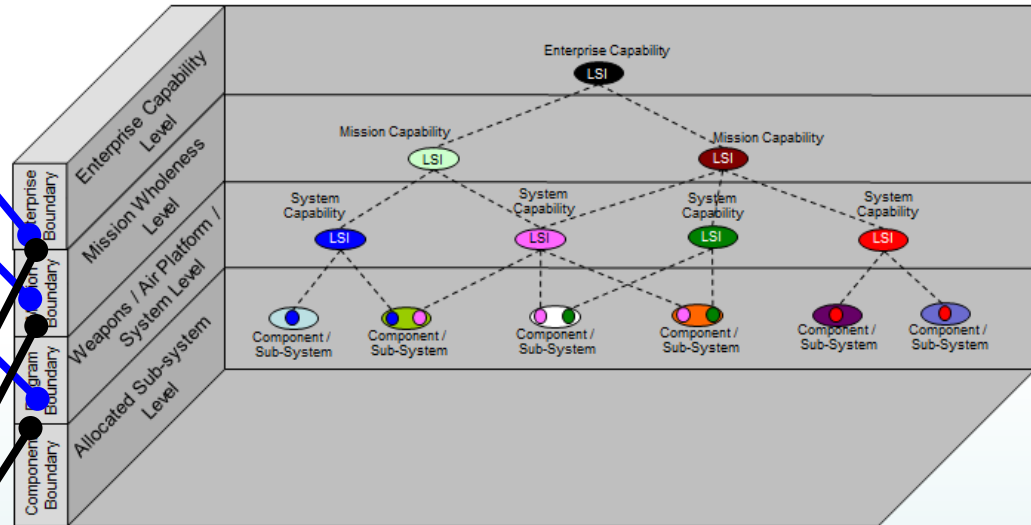 Enterprise Capability
LSI
Mission Capability
LSI
Mission Capability
LSI
System
Capability
LSI
System
Capability
LSI
System
Capability
LSI
System
Capability
LSI
Component /
Sub-System
Component /
Sub-System
Component /
Sub-System
Component /
Sub-System
Component /
Sub-System
Component /
Sub-System
Enterprise Capability
Level
Mission Wholeness
Level
Weapons / Air Platform /
System Level
Allocated Sub-system
Level
Enterprise
Boundary
Boundary
Program
Boundary
Component
Boundary